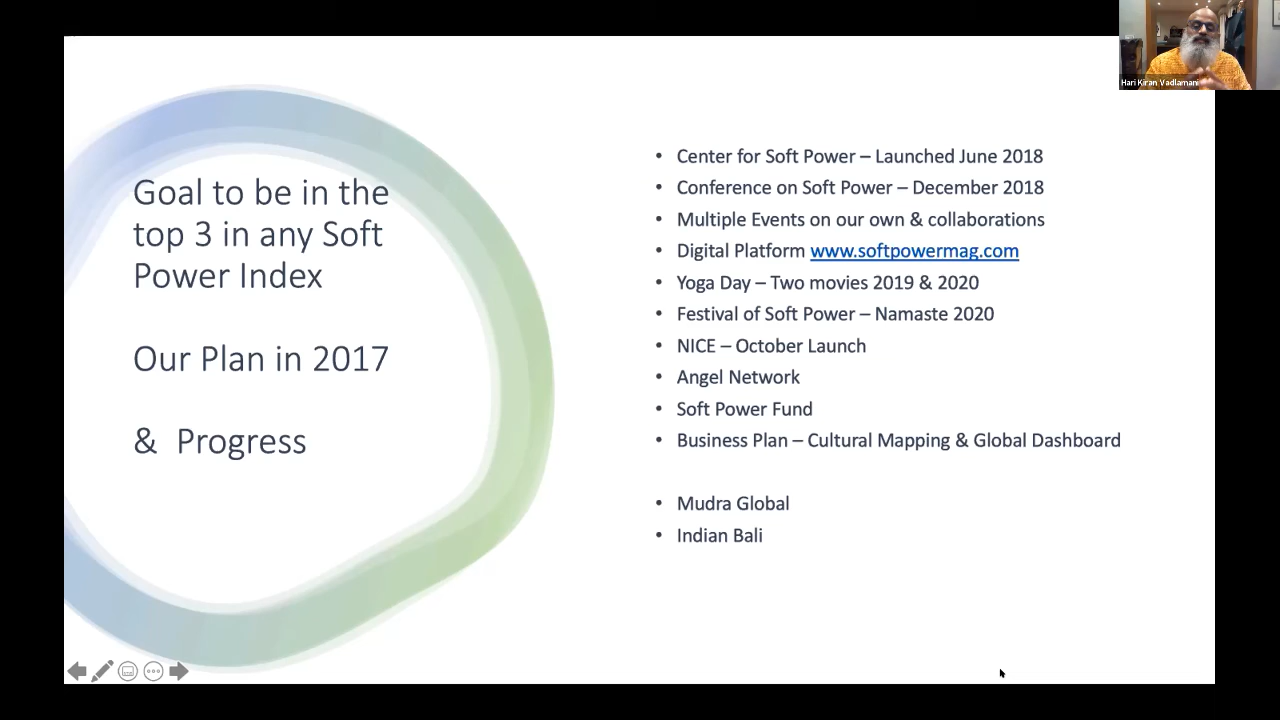 Goal to be in the
top 3 in any Soft
Power Index
Our Plan in 2017
&  Progress
• Center for Soft Power – Launched June 2018
• Conference on Soft Power – December 2018
• Multiple Events on our own & collaborations
• Digital Platform www.softpowermag.com
• Yoga Day – Two movies 2019 & 2020
• Festival of Soft Power – Namaste 2020
• NICE – October Launch
• Angel Network
• Soft Power Fund
• Business Plan – Cultural Mapping & Global Dashboard
• Mudra Global
• Indian Bali
Hari Kiran Vadlamani